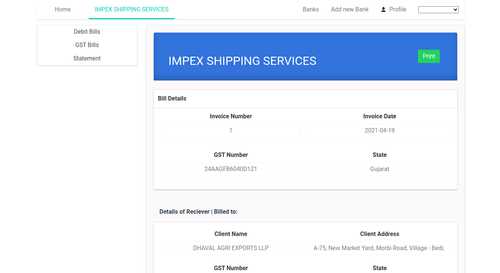 Home IMPEX SHIPPING SERVICES Banks Add new Bank Profile
Debit Bills
GST Bills
Statement
IMPEX SHIPPING SERVICES Print
Bill Details
Invoice Number Invoice Date
1 2021-04-19
GST Number State
24AAGFB6040D1Z1 Gujarat
Details of Reciever | Billed to:
Client Name Client Address
DHAVAL AGRI EXPORTS LLP A-75, New Market Yard, Morbi Road, Village - Bedi,
GST Number State